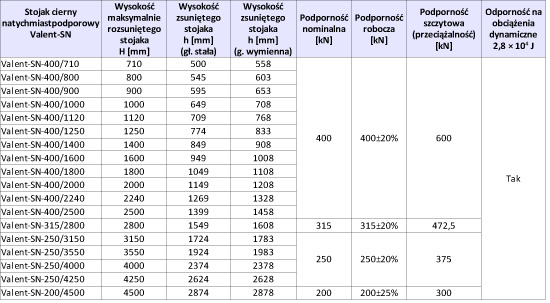 Stojak cierny natychmiastpodporowy Valent-SN | Wysokość maksymalnie rozsuniętego stojaka H [mm] | Wysokość zsuniętego stojaka h [mm] (gł. stała) | Wysokość zsuniętego stojaka h [mm] (g. wymienna) | Podporność nominalna [kN] | Podporność robocza [kN] | Podporność szczytowa (przeciążalność) [kN] | Odporność na obciążenia dynamiczne 2,8 × 10⁴ J
Valent-SN-400/710 | 710 | 500 | 558 | 400 | 400±20% | 600 | Tak
Valent-SN-400/800 | 800 | 545 | 603
Valent-SN-400/900 | 900 | 595 | 653
Valent-SN-400/1000 | 1000 | 649 | 708
Valent-SN-400/1120 | 1120 | 709 | 768
Valent-SN-400/1250 | 1250 | 774 | 833
Valent-SN-400/1400 | 1400 | 849 | 908
Valent-SN-400/1600 | 1600 | 949 | 1008
Valent-SN-400/1800 | 1800 | 1049 | 1108
Valent-SN-400/2000 | 2000 | 1149 | 1208
Valent-SN-400/2240 | 2240 | 1269 | 1328
Valent-SN-400/2500 | 2500 | 1399 | 1458
Valent-SN-315/2800 | 2800 | 1549 | 1608 | 315 | 315±20% | 472,5
Valent-SN-250/3150 | 3150 | 1724 | 1783 | 250 | 250±20% | 375
Valent-SN-250/3550 | 3550 | 1924 | 1983
Valent-SN-250/4000 | 4000 | 2378 | 2378
Valent-SN-250/4250 | 4250 | 2624 | 2628
Valent-SN-200/4500 | 4500 | 2874 | 2878 | 200 | 200±25% | 300